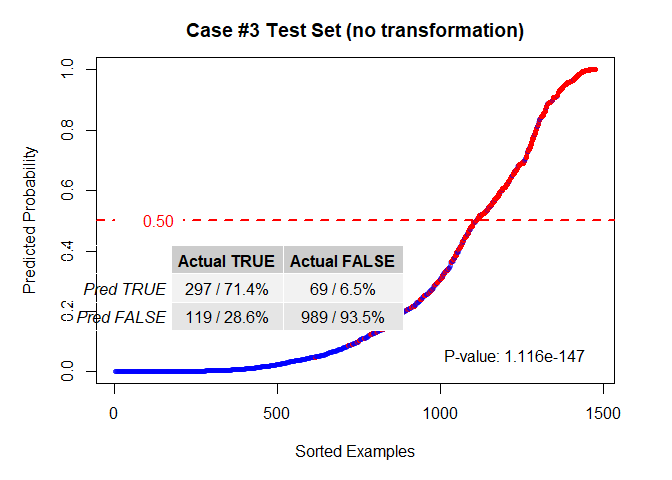 Case #3 Test Set (no transformation)
Predicted Probability
1.0
0.8
0.6
0.50
0.4
Actual TRUE Actual FALSE
Pred TRUE 297 / 71.4% 69 / 6.5%
0.2
Pred FALSE 119 / 28.6% 989 / 93.5%
P-value: 1.116e-147
0.0
0 500 1000 1500
Sorted Examples